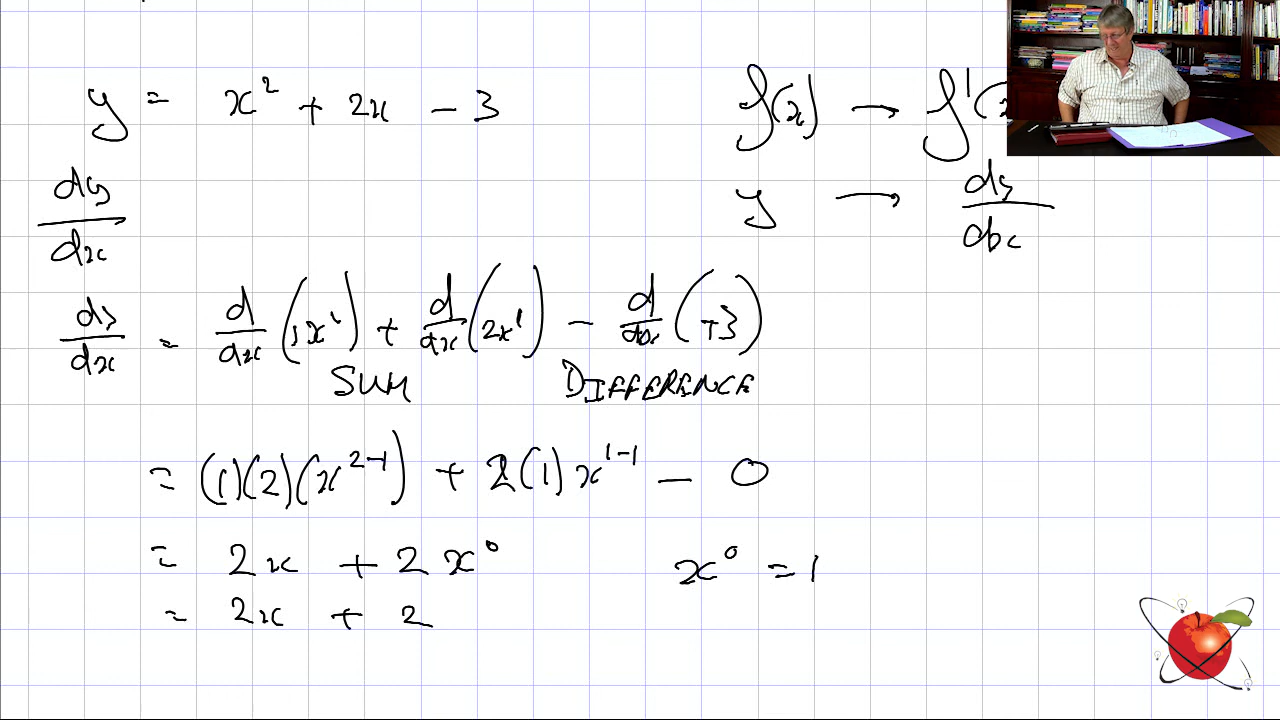 y = x² + 2x − 3
f(x) → f'(x
y → dy/dx
dy/dx
dy/dx = d/dx (1x²) + d/dx (2x¹) − d/dx (+3)
SUM DIFFERENCE
= (1)(2)(x²⁻¹) + 2(1)x¹⁻¹ − 0
= 2x + 2x⁰ x⁰ = 1
= 2x + 2